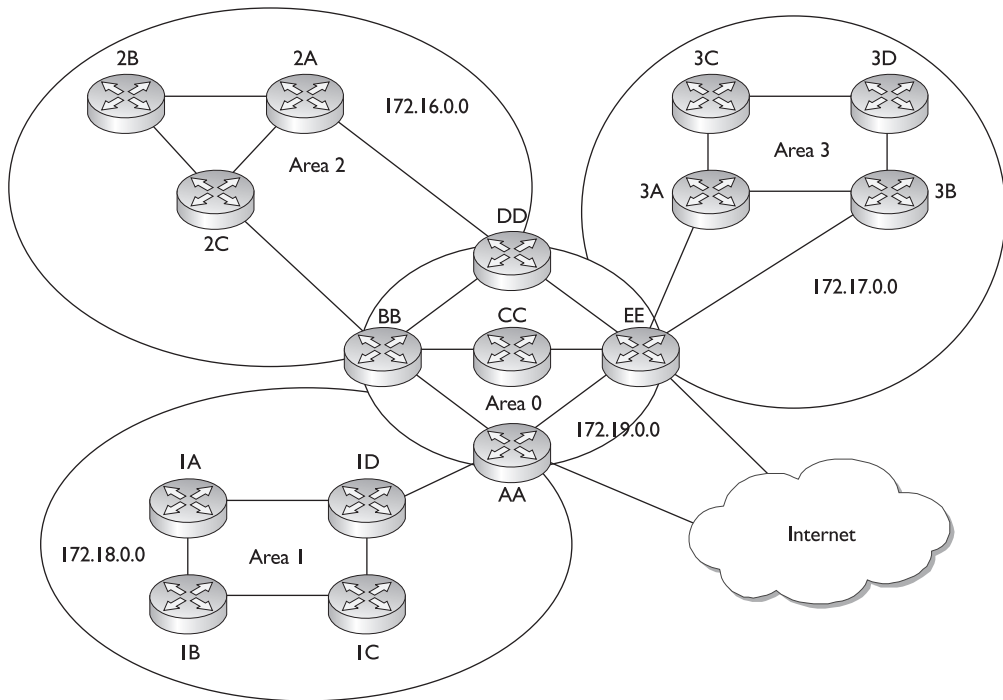 2B
2A
3C
3D
172.16.0.0
Area 2
Area 3
3A
3B
2C
DD
172.17.0.0
BB
CC
EE
Area 0
172.19.0.0
1A
1D
AA
Internet
172.18.0.0
Area 1
1B
1C